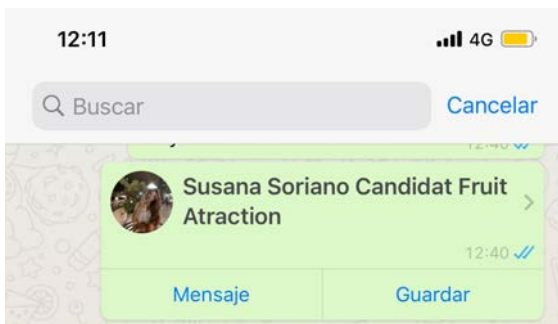 12:11
4G
Buscar
Cancelar
12:40
Susana Soriano Candidat Fruit
Atraction
12:40
Mensaje
Guardar